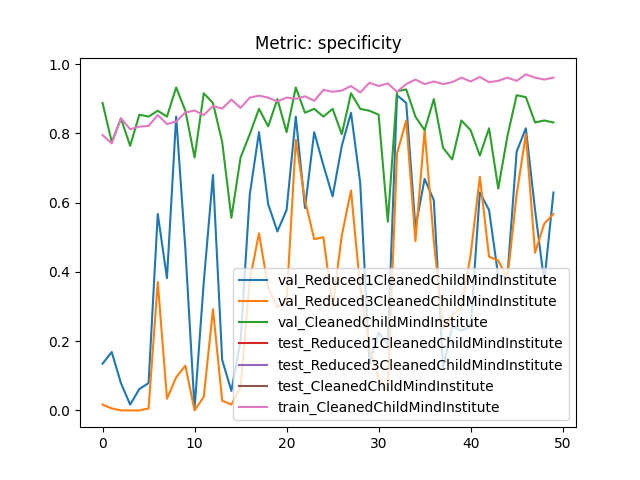 Metric: specificity
1.0
0.8
0.6
0.4
0.2
0.0
0
10
20
30
40
50
val_Reduced1CleanedChildMindInstitute
val_Reduced3CleanedChildMindInstitute
val_CleanedChildMindInstitute
test_Reduced1CleanedChildMindInstitute
test_Reduced3CleanedChildMindInstitute
test_CleanedChildMindInstitute
train_CleanedChildMindInstitute